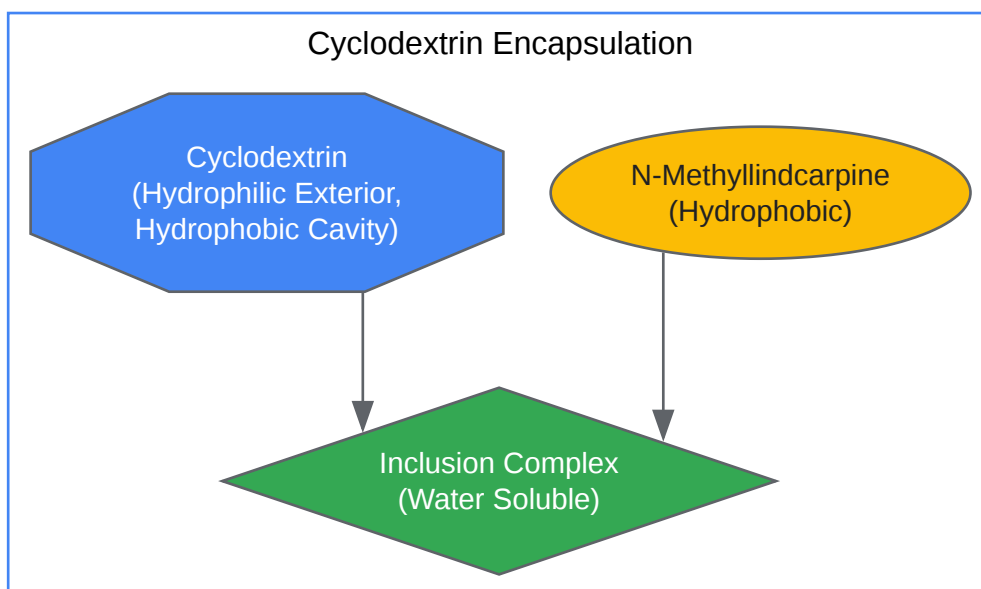 Cyclodextrin Encapsulation
Cyclodextrin
(Hydrophilic Exterior,
Hydrophobic Cavity)
N-Methyllindcarpine
(Hydrophobic)
Inclusion Complex
(Water Soluble)